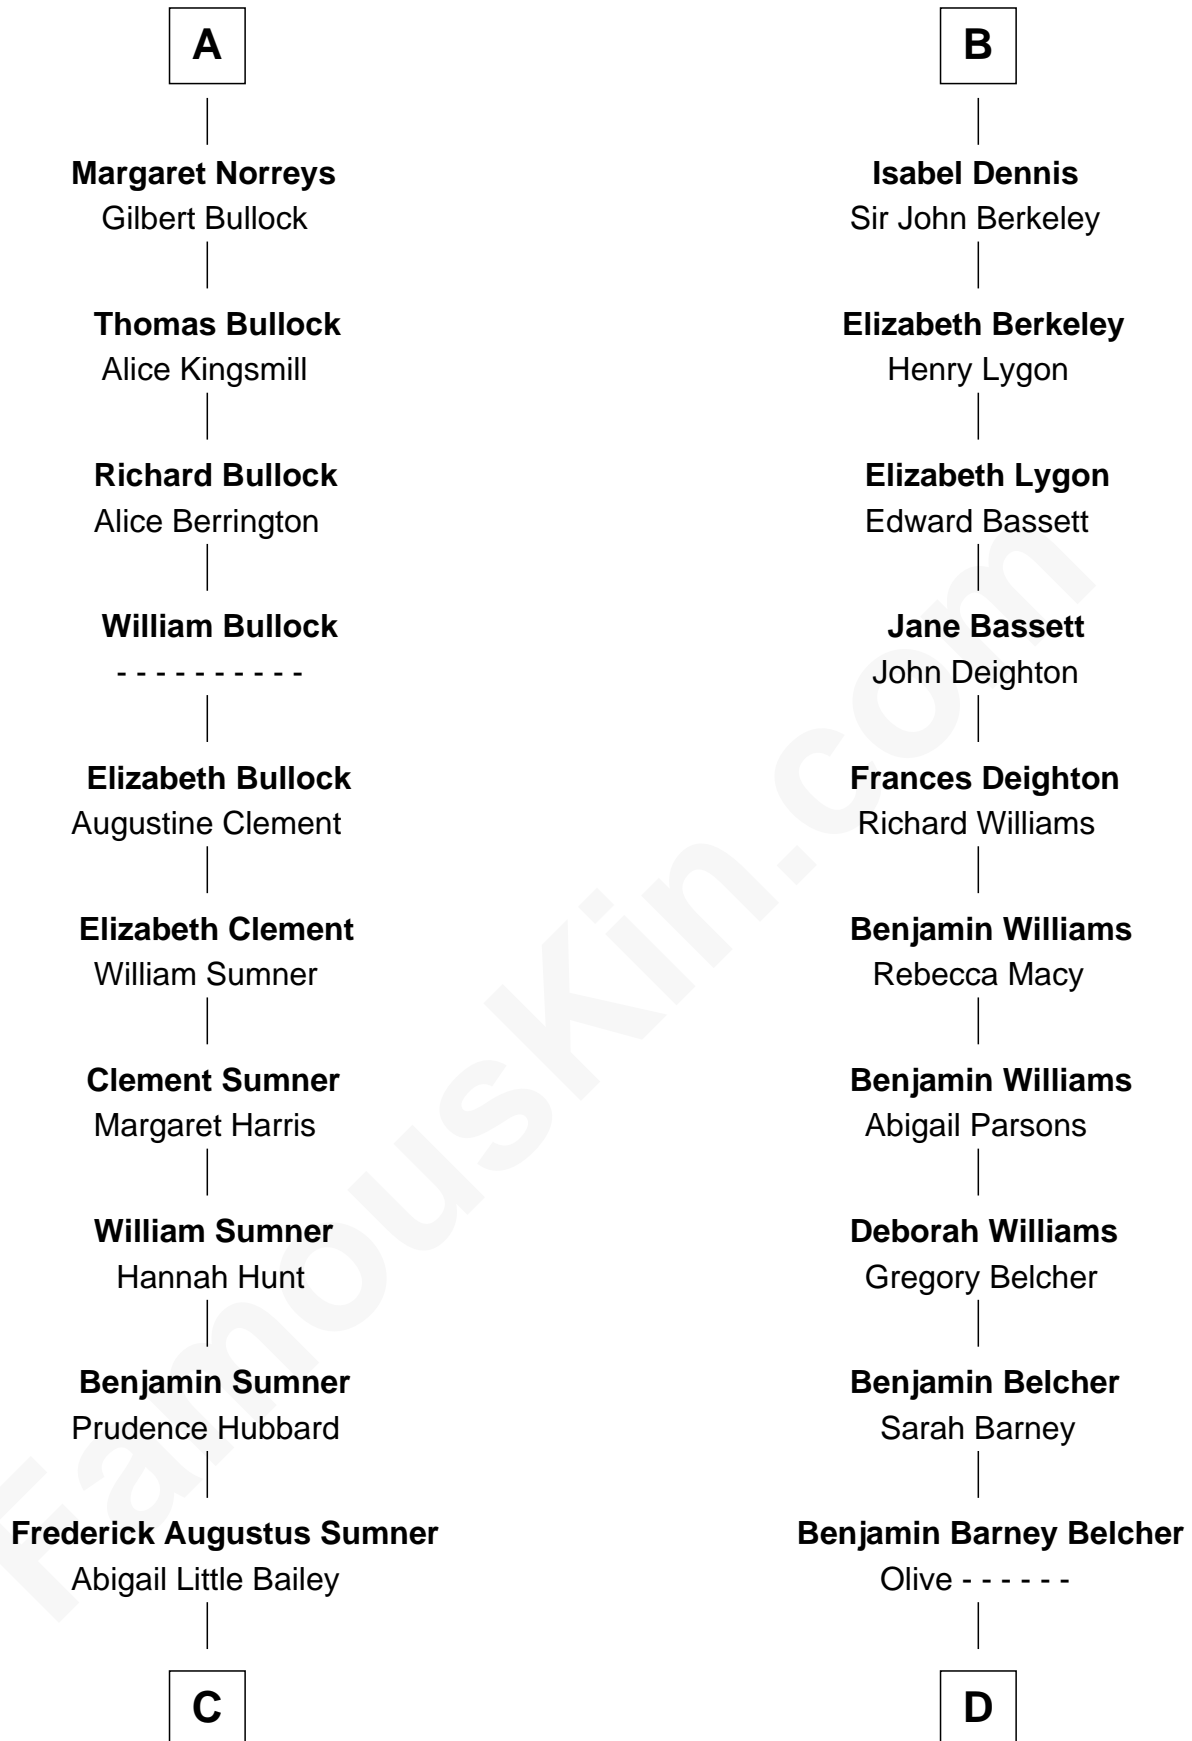 A
Margaret Norreys
Gilbert Bullock
Thomas Bullock
Alice Kingsmill
Richard Bullock
Alice Berrington
William Bullock
- - - - - - - - - -
Elizabeth Bullock
Augustine Clement
Elizabeth Clement
William Sumner
Clement Sumner
Margaret Harris
William Sumner
Hannah Hunt
Benjamin Sumner
Prudence Hubbard
Frederick Augustus Sumner
Abigail Little Bailey
C
B
Isabel Dennis
Sir John Berkeley
Elizabeth Berkeley
Henry Lygon
Elizabeth Lygon
Edward Bassett
Jane Bassett
John Deighton
Frances Deighton
Richard Williams
Benjamin Williams
Rebecca Macy
Benjamin Williams
Abigail Parsons
Deborah Williams
Gregory Belcher
Benjamin Belcher
Sarah Barney
Benjamin Barney Belcher
Olive - - - - - -
D
FamousKin.com